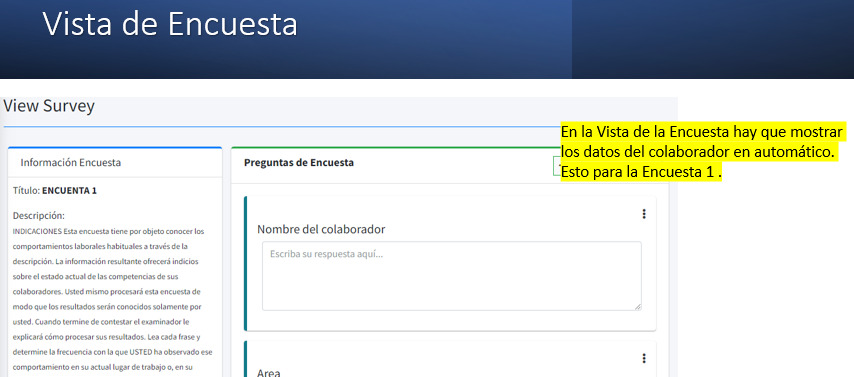 Vista de Encuesta
View Survey
En la Vista de la Encuesta hay que mostrar
los datos del colaborador en automático.
Esto para la Encuesta 1 .
Información Encuesta
Título: ENCUENTA 1
Descripción:
INDICACIONES Esta encuesta tiene por objeto conocer los
comportamientos laborales habituales a través de la
descripción. La información resultante ofrecerá indicios
sobre el estado actual de las competencias de sus
colaboradores. Usted mismo procesará esta encuesta de
modo que los resultados serán conocidos solamente por
usted. Cuando termine de contestar el examinador le
explicará cómo procesar sus resultados. Lea cada frase y
determine la frecuencia con la que USTED ha observado ese
comportamiento en su actual lugar de trabajo o, en su
Preguntas de Encuesta
Nombre del colaborador
Escriba su respuesta aquí...
Area